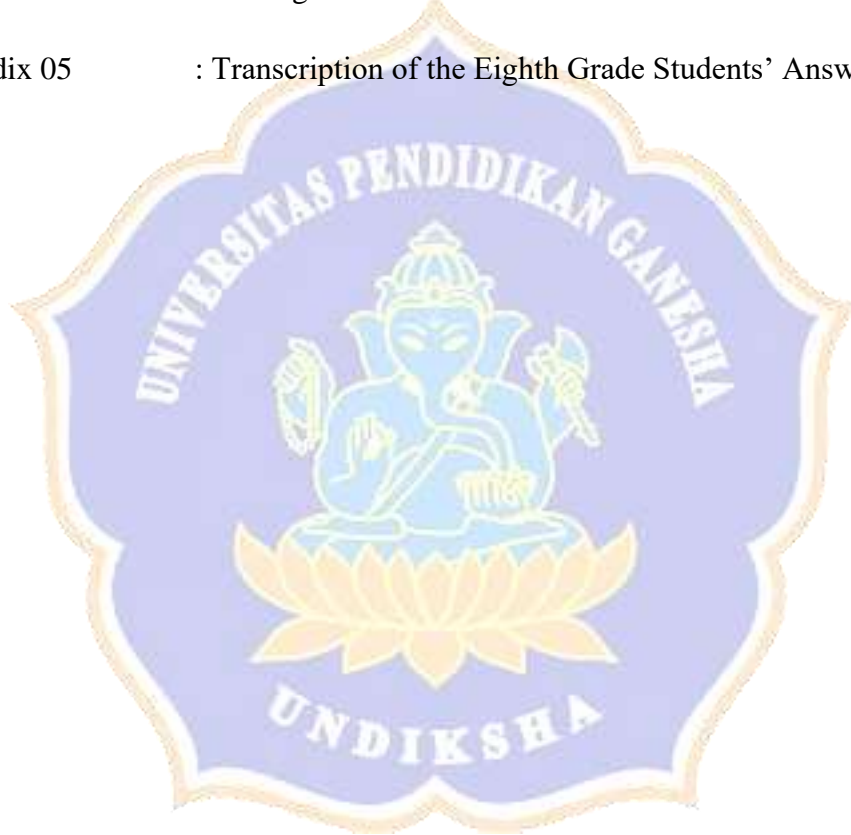 dix 05 : Transcription of the Eighth Grade Students’ Answ
UNIVERSITAS PENDIDIKAN GANESHA
UNDIKSHA